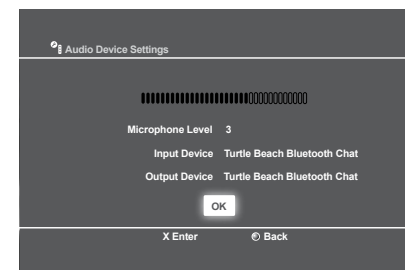 Audio Device Settings
Microphone Level 3
Input Device Turtle Beach Bluetooth Chat
Output Device Turtle Beach Bluetooth Chat
OK
X Enter Back